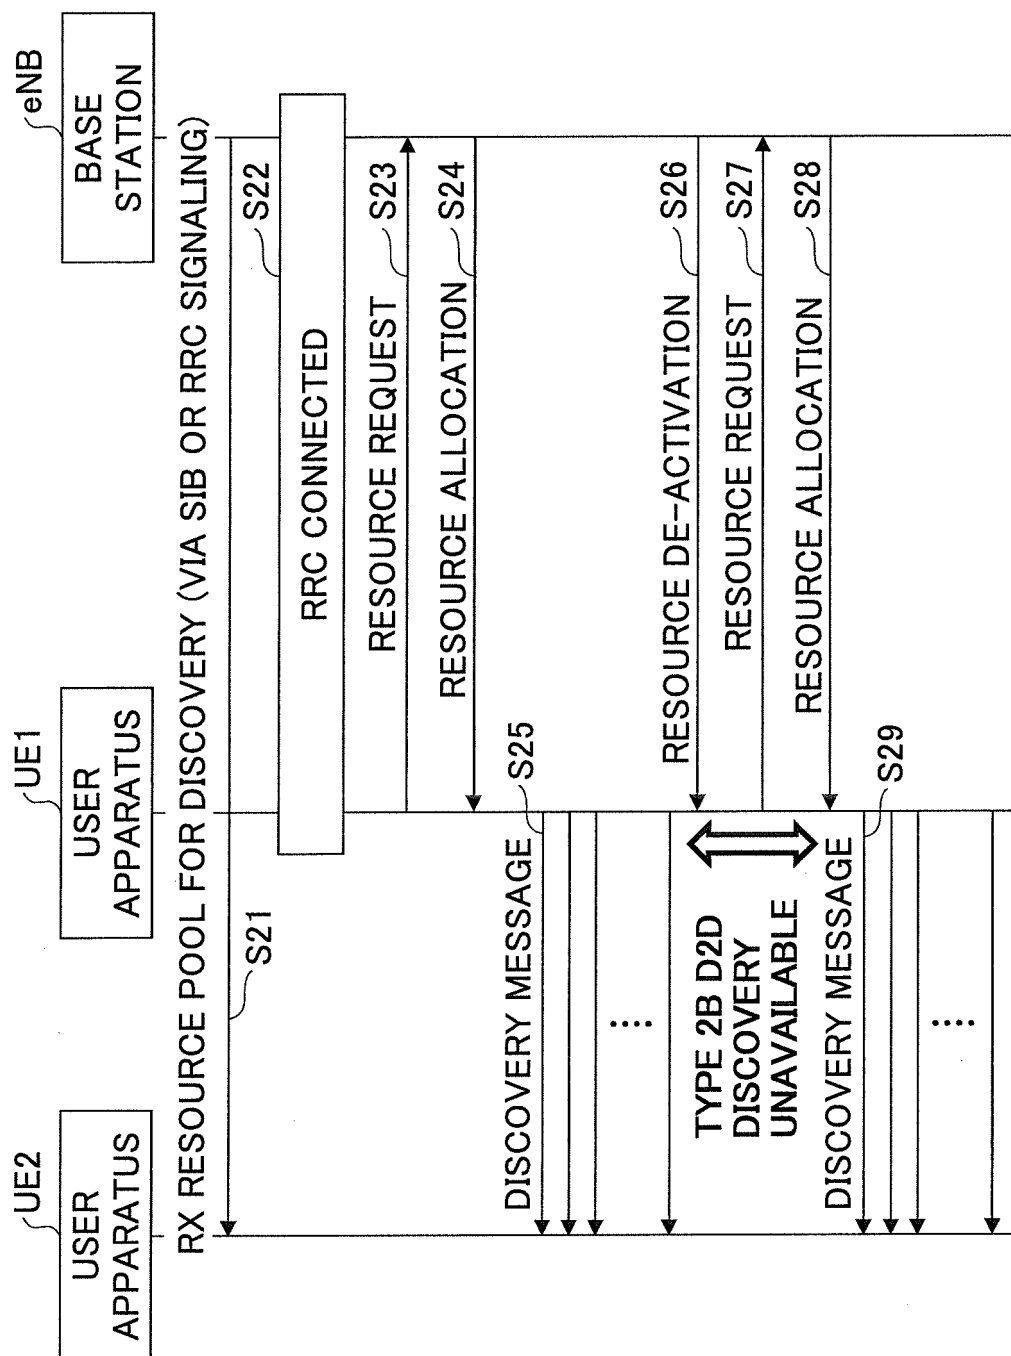 UE2
USER
APPARATUS
UE1
USER
APPARATUS
eNB
BASE
STATION
RX RESOURCE POOL FOR DISCOVERY (VIA SIB OR RRC SIGNALING)
S21
S22
RRC CONNECTED
RESOURCE REQUEST
S23
RESOURCE ALLOCATION
S24
DISCOVERY MESSAGE
S25
....
RESOURCE DE-ACTIVATION
S26
TYPE 2B D2D
DISCOVERY
UNAVAILABLE
RESOURCE REQUEST
S27
RESOURCE ALLOCATION
S28
DISCOVERY MESSAGE
S29
....